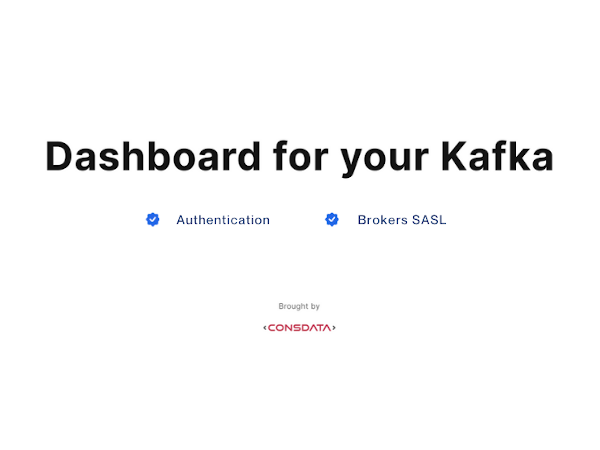 Dashboard for your Kafka
Authentication Brokers SASL
Brought by
‹CONSDATA›